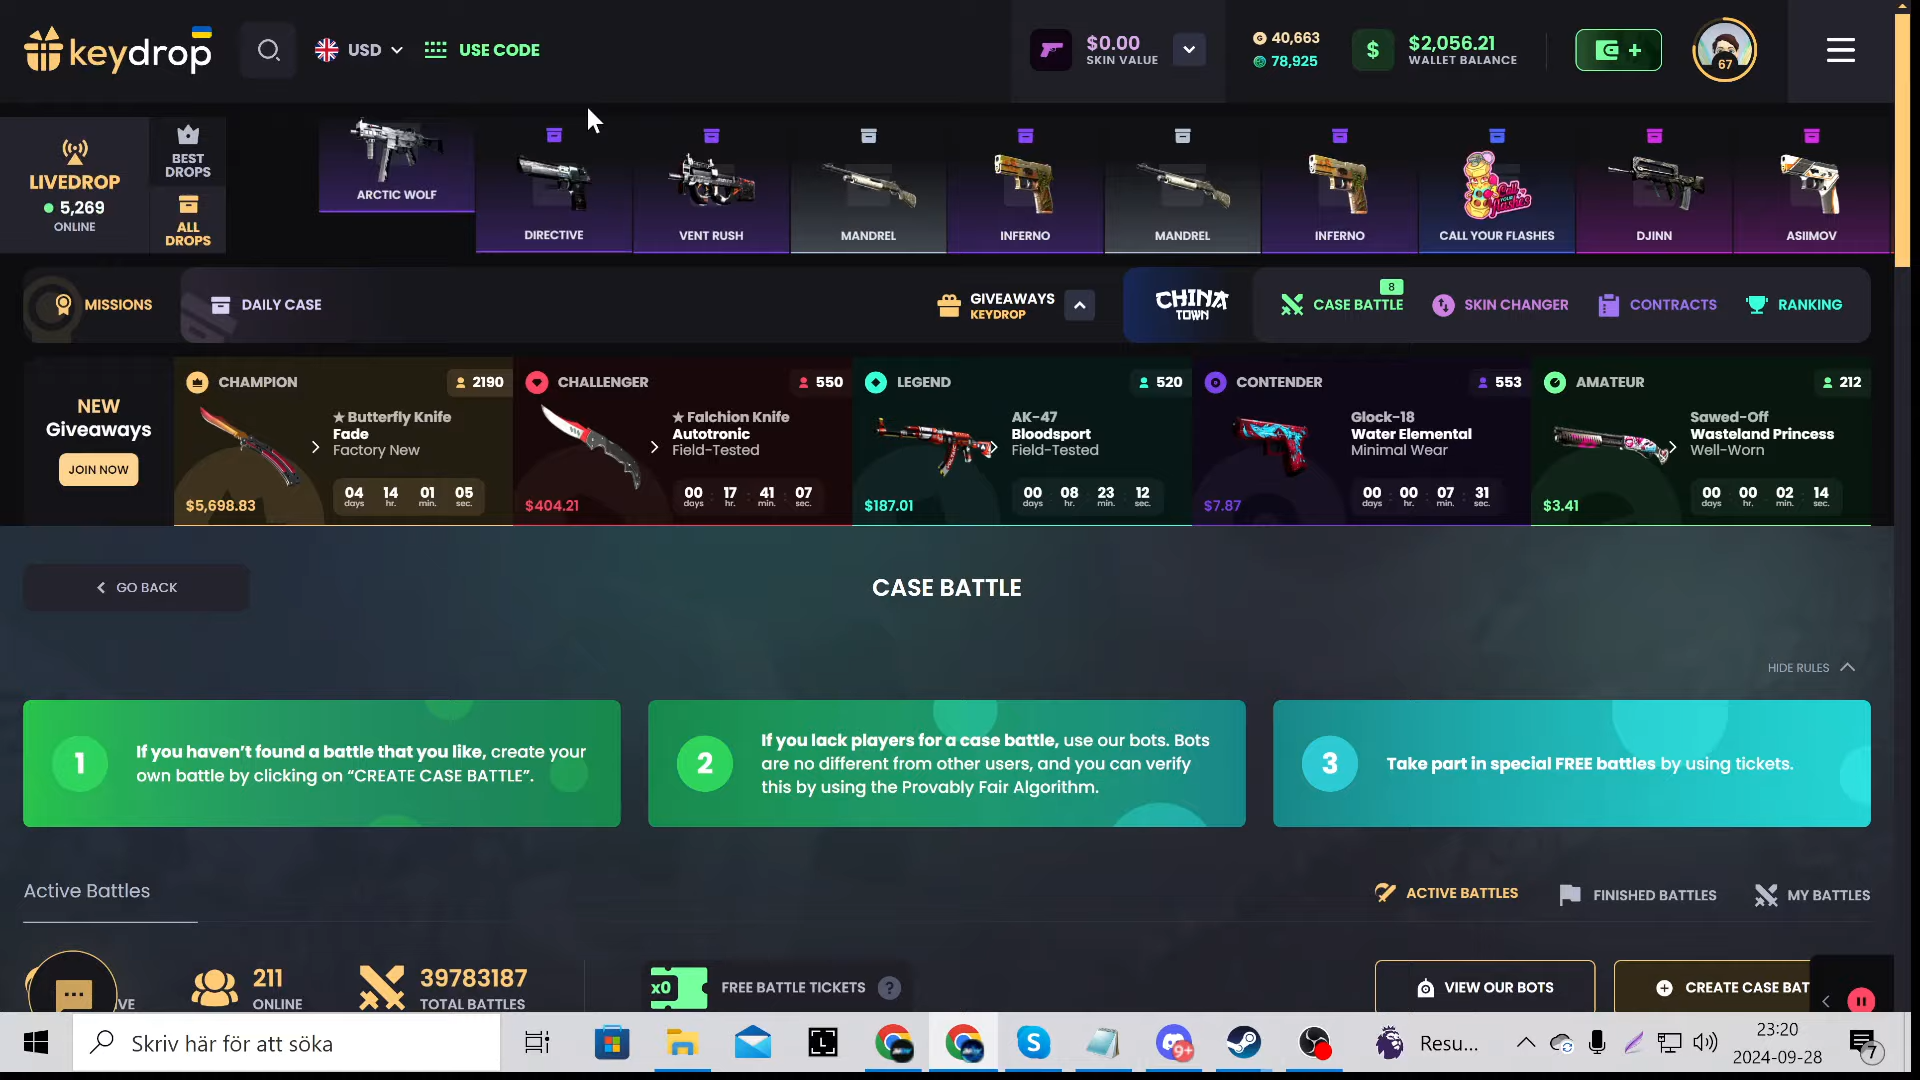 keydrop
USD
USE CODE
$0.00
SKIN VALUE
40,663
78,925
$
$2,056.21
WALLET BALANCE
+
67
LIVEDROP
5,269
ONLINE
BEST
DROPS
ALL
DROPS
ARCTIC WOLF
DIRECTIVE
VENT RUSH
MANDREL
INFERNO
MANDREL
INFERNO
CALL YOUR FLASHES
DJINN
ASIIMOV
MISSIONS
DAILY CASE
GIVEAWAYS
KEYDROP
CHINA
TOWN
8
CASE BATTLE
SKIN CHANGER
CONTRACTS
RANKING
NEW
Giveaways
JOIN NOW
CHAMPION
2190
★ Butterfly Knife
Fade
Factory New
$5,698.83
04 14 01 05
days hr. min. sec.
CHALLENGER
550
★ Falchion Knife
Autotronic
Field-Tested
$404.21
00 17 41 07
days hr. min. sec.
LEGEND
520
AK-47
Bloodsport
Field-Tested
$187.01
00 08 23 12
days hr. min. sec.
CONTENDER
553
Glock-18
Water Elemental
Minimal Wear
$7.87
00 00 07 31
days hr. min. sec.
AMATEUR
212
Sawed-Off
Wasteland Princess
Well-Worn
$3.41
00 00 02 14
days hr. min. sec.
GO BACK
CASE BATTLE
HIDE RULES
1
If you haven't found a battle that you like, create your
own battle by clicking on “CREATE CASE BATTLE”.
2
If you lack players for a case battle, use our bots. Bots
are no different from other users, and you can verify
this by using the Provably Fair Algorithm.
3
Take part in special FREE battles by using tickets.
Active Battles
ACTIVE BATTLES
FINISHED BATTLES
MY BATTLES
VE
211
ONLINE
39783187
TOTAL BATTLES
x0
FREE BATTLE TICKETS
?
VIEW OUR BOTS
CREATE CASE BAT
Skriv här för att söka
9+
Resu...
23:20
2024-09-28
7